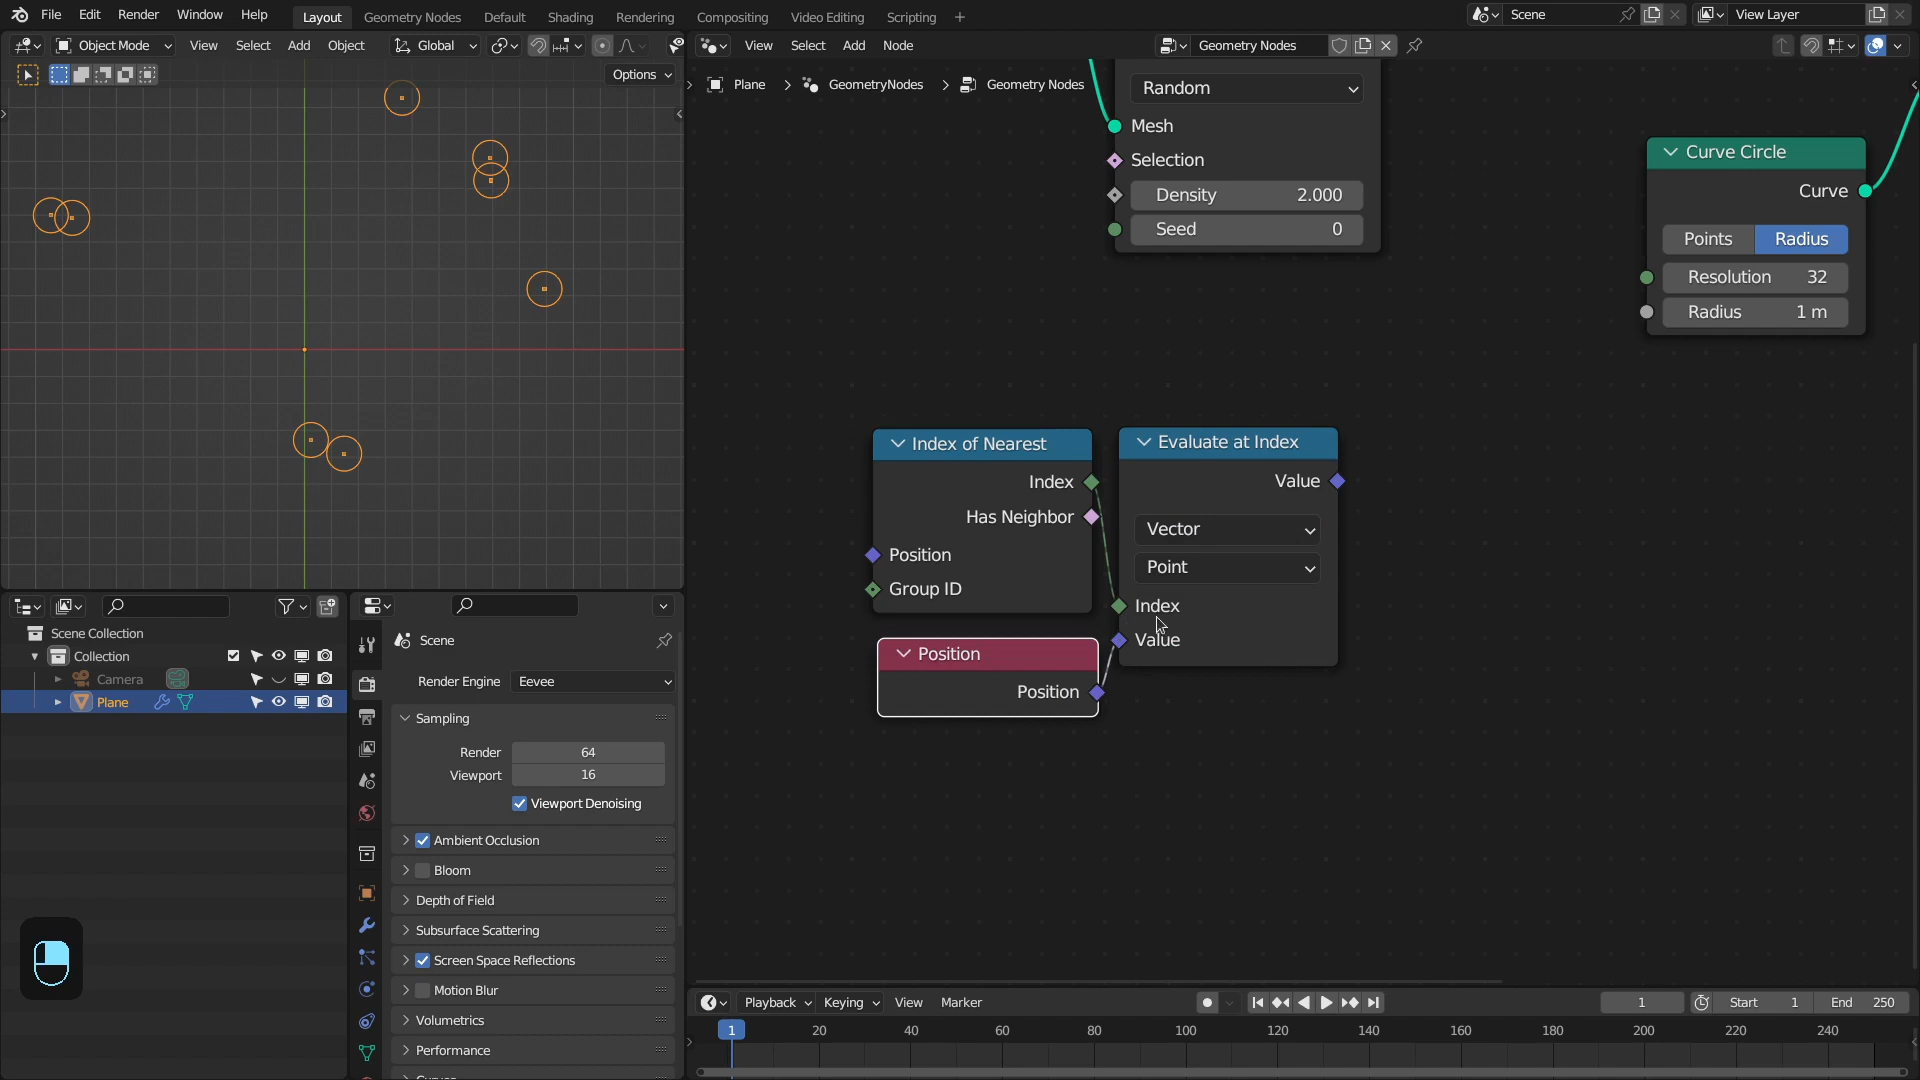 File Edit Render Window Help Layout Geometry Nodes Default Shading Rendering Compositing Video Editing Scripting + Scene View Layer
Object Mode View Select Add Object Global
Options
View Select Add Node Geometry Nodes
Plane > GeometryNodes > Geometry Nodes
Random
Mesh
Selection
Density 2.000
Seed 0
Curve Circle
Curve
Points Radius
Resolution 32
Radius 1 m
Index of Nearest
Index
Has Neighbor
Position
Group ID
Evaluate at Index
Value
Vector
Point
Index
Value
Position
Position
Scene Collection
Collection
Camera
Plane
Scene
Render Engine Eevee
Sampling
Render 64
Viewport 16
Viewport Denoising
Ambient Occlusion
Bloom
Depth of Field
Subsurface Scattering
Screen Space Reflections
Motion Blur
Volumetrics
Performance
Playback Keying View Marker 1 Start 1 End 250
1 20 40 60 80 100 120 140 160 180 200 220 240